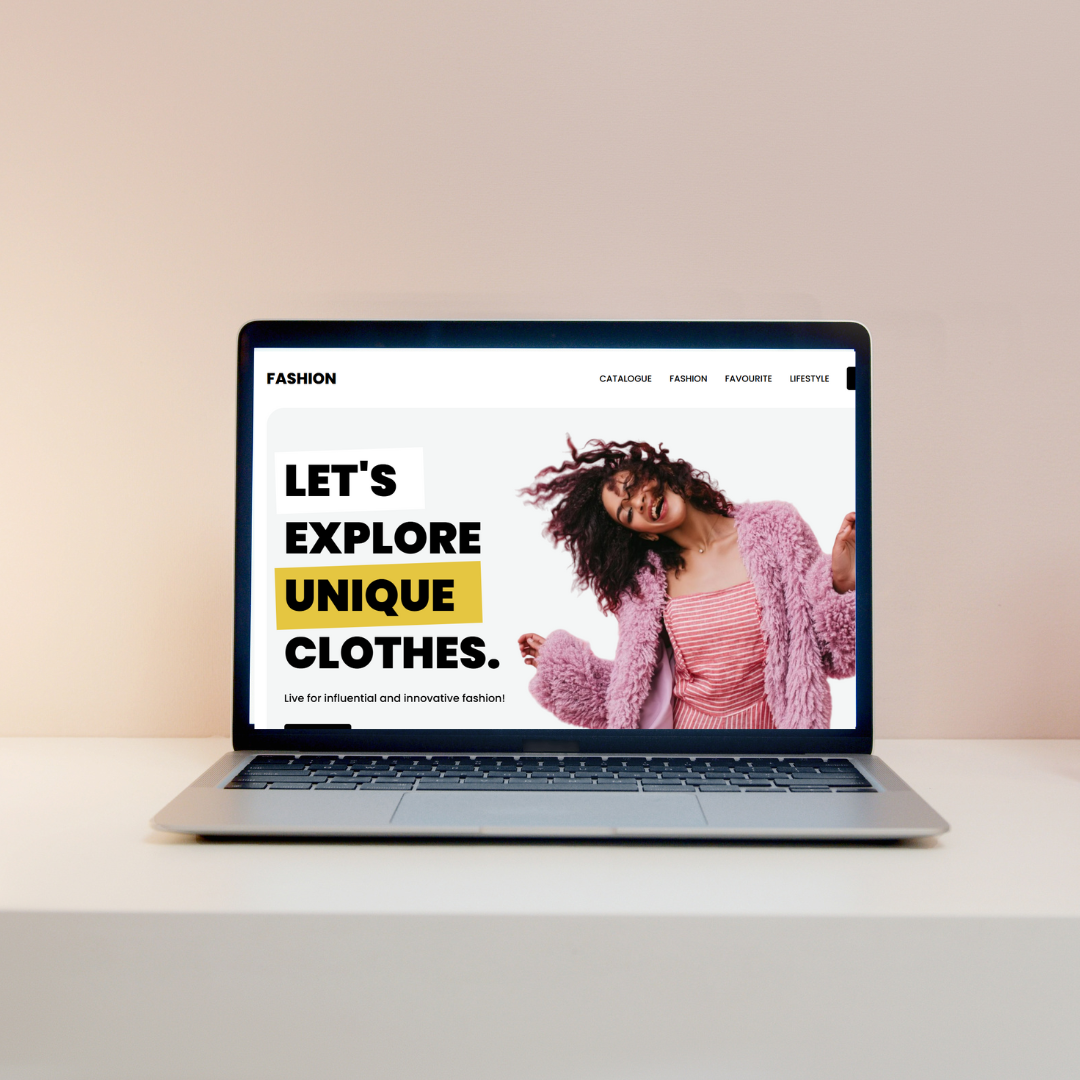 FASHION
CATALOGUE FASHION FAVOURITE LIFESTYLE
LET'S
EXPLORE
UNIQUE
CLOTHES.
Live for influential and innovative fashion!